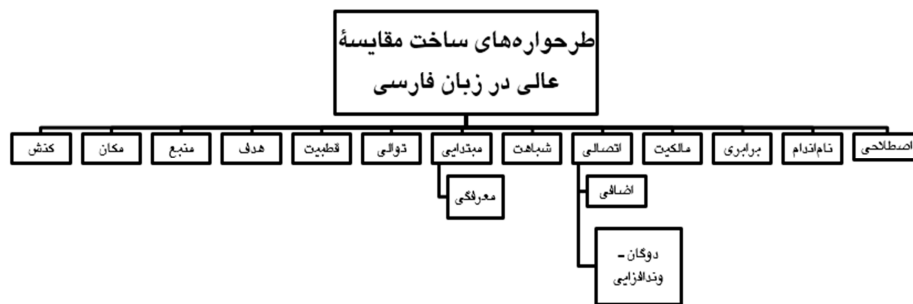 طرحواره‌های ساخت مقایسهٔ
عالی در زبان فارسی
اصطلاحی
نام‌اندام
برابری
مالکیت
اتصالی
شباهت
مبتدایی
توالی
قطبیت
هدف
منبع
مکان
کنش
اضافی
معرفگی
دوگان-
وندافزایی